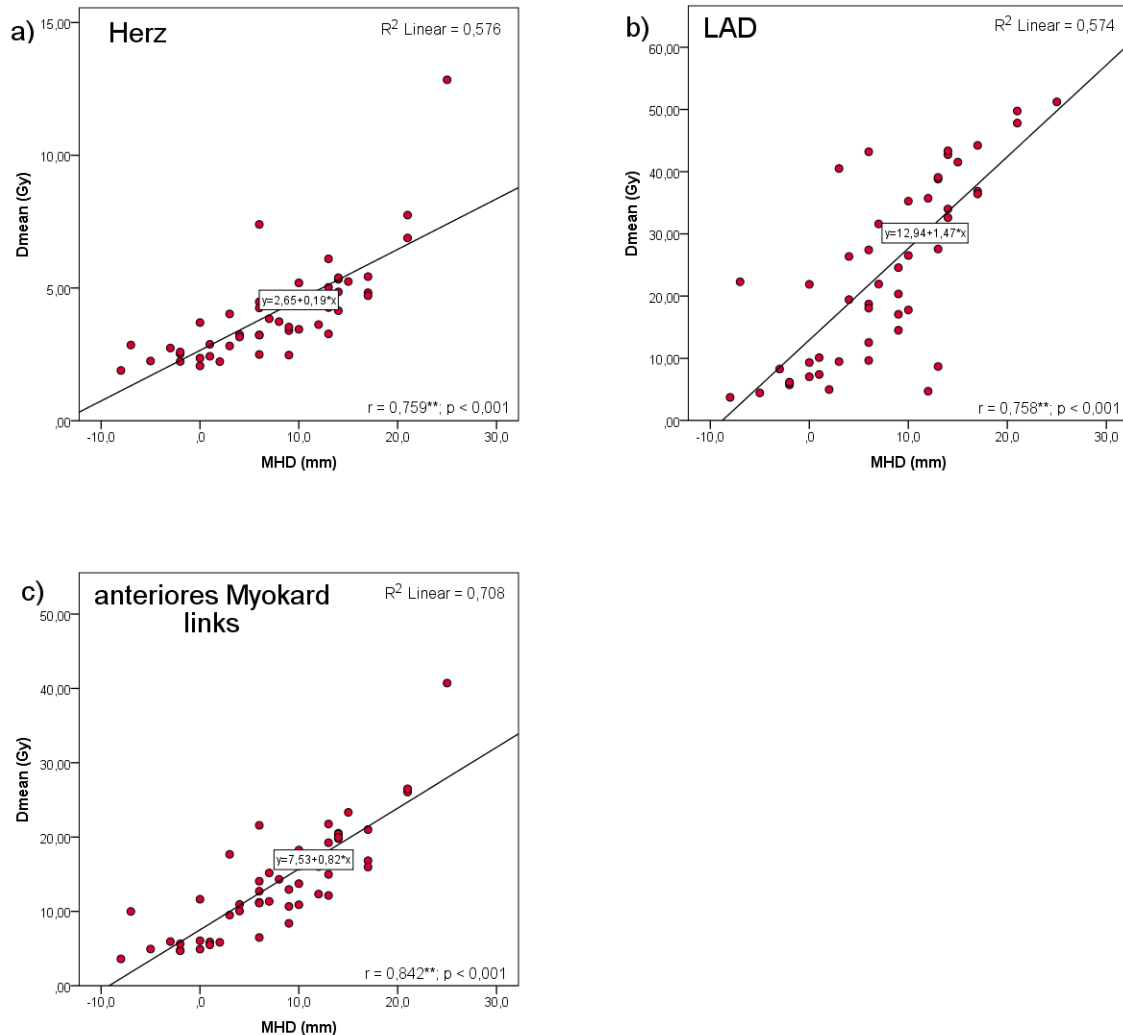 a)
Herz
R² Linear = 0,576
15,00
10,00
5,00
,00
Dmean (Gy)
y=2,65+0,19*x
r = 0,759**; p < 0,001
-10,0 ,0 10,0 20,0 30,0
MHD (mm)
b)
LAD
R² Linear = 0,574
60,00
50,00
40,00
30,00
20,00
10,00
,00
Dmean (Gy)
y=12,94+1,47*x
r = 0,758**; p < 0,001
-10,0 ,0 10,0 20,0 30,0
MHD (mm)
c)
anteriores Myokard
links
R² Linear = 0,708
50,00
40,00
30,00
20,00
10,00
,00
Dmean (Gy)
y=7,53+0,82*x
r = 0,842**; p < 0,001
-10,0 ,0 10,0 20,0 30,0
MHD (mm)